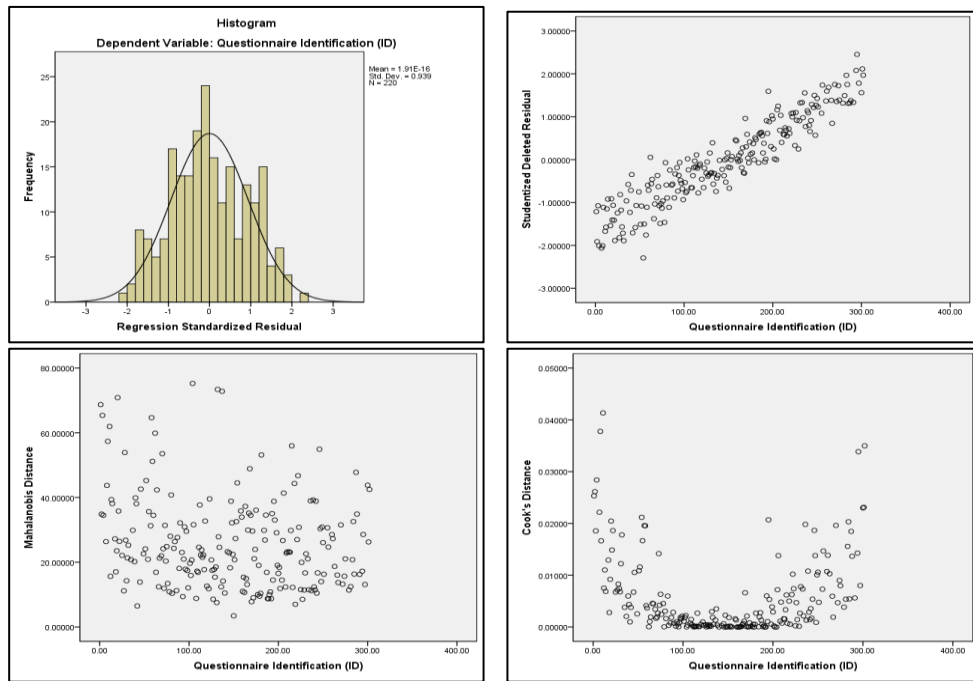 Histogram
Dependent Variable: Questionnaire Identification (ID)
Mean = 1.91E-16
Std. Dev. = 0.939
N = 220
25
20
15
10
5
0
Frequency
-3 -2 -1 0 1 2 3
Regression Standardized Residual
3.00000
2.00000
1.00000
0.00000
-1.00000
-2.00000
-3.00000
Studentized Deleted Residual
0.00 100.00 200.00 300.00 400.00
Questionnaire Identification (ID)
80.00000
60.00000
40.00000
20.00000
0.00000
Mahalanobis Distance
0.00 100.00 200.00 300.00 400.00
Questionnaire Identification (ID)
0.05000
0.04000
0.03000
0.02000
0.01000
0.00000
Cook's Distance
0.00 100.00 200.00 300.00 400.00
Questionnaire Identification (ID)